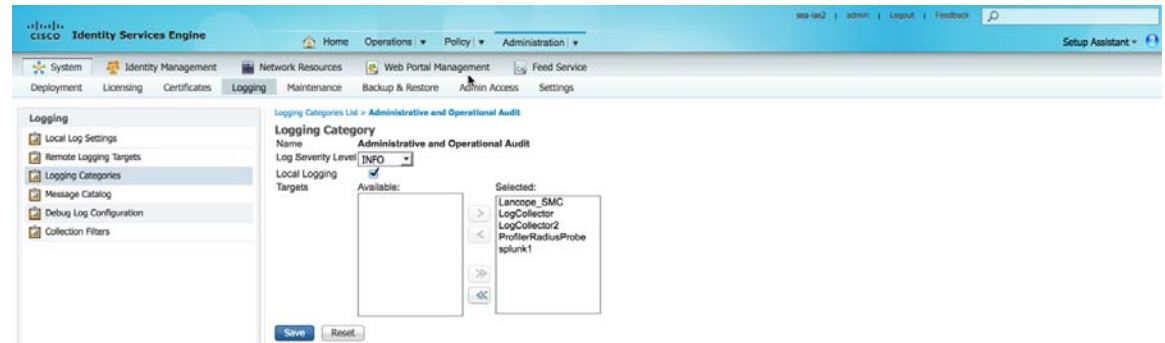 sea-ise2 | admin | Logout | Feedback
cisco Identity Services Engine
Home Operations Policy Administration
Setup Assistant
System Identity Management Network Resources Web Portal Management Feed Service
Deployment Licensing Certificates Logging Maintenance Backup & Restore Admin Access Settings
Logging
Local Log Settings
Remote Logging Targets
Logging Categories
Message Catalog
Debug Log Configuration
Collection Filters
Logging Categories List > Administrative and Operational Audit
Logging Category
Name Administrative and Operational Audit
Log Severity Level INFO
Local Logging
Targets Available: Selected:
Lancope_SMC
LogCollector
LogCollector2
ProfilerRadiusProbe
splunk1
Save Reset